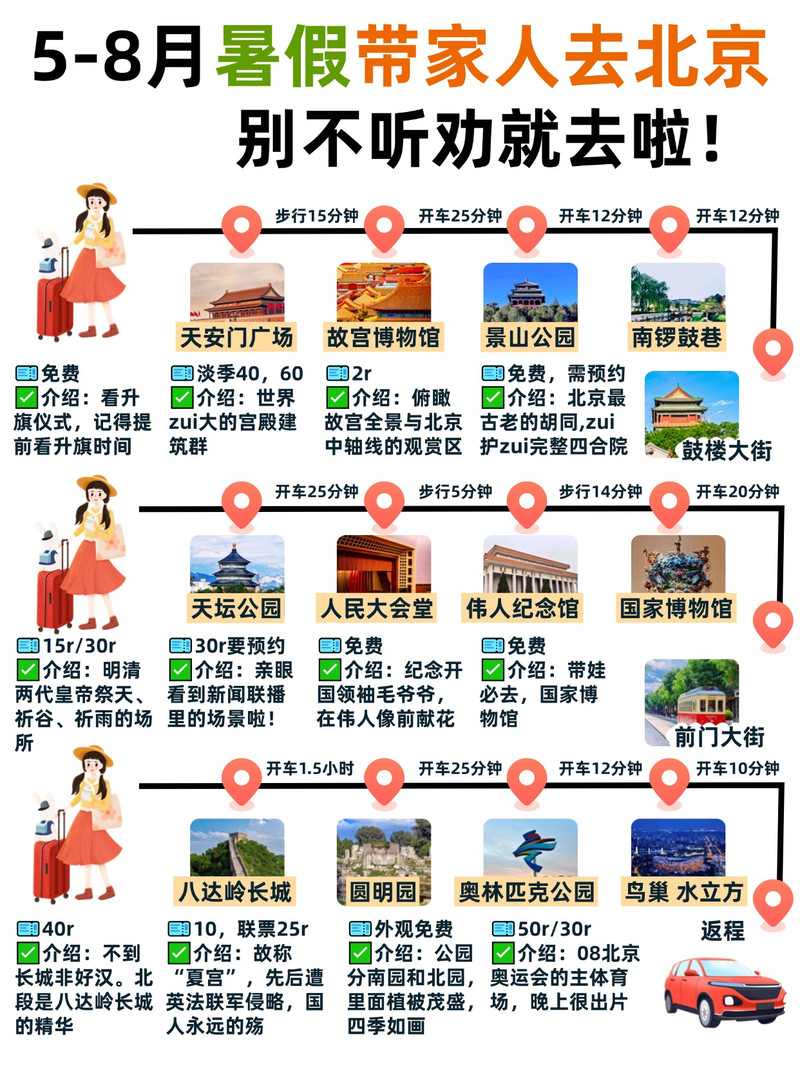 5-8月暑假带家人去北京
别不听劝就去啦！
步行15分钟
开车25分钟
开车12分钟
开车12分钟
天安门广场
故宫博物馆
景山公园
南锣鼓巷
免费
介绍：看升
旗仪式，记得提
前看升旗时间
淡季40，60
介绍：世界
zui大的宫殿建
筑群
2r
介绍：俯瞰
故宫全景与北京
中轴线的观赏区
免费，需预约
介绍：北京最
古老的胡同,zui
护zui完整四合院
鼓楼大街
开车25分钟
步行5分钟
步行14分钟
开车20分钟
天坛公园
人民大会堂
伟人纪念馆
国家博物馆
15r/30r
介绍：明清
两代皇帝祭天、
祈谷、祈雨的场
所
30r要预约
介绍：亲眼
看到新闻联播
里的场景啦！
免费
介绍：纪念开
国领袖毛爷爷，
在伟人像前献花
免费
介绍：带娃
必去，国家博
物馆
前门大街
开车1.5小时
开车25分钟
开车12分钟
开车10分钟
八达岭长城
圆明园
奥林匹克公园
鸟巢 水立方
40r
介绍：不到
长城非好汉。北
段是八达岭长城
的精华
10，联票25r
介绍：故称
“夏宫”，先后遭
英法联军侵略，国
人永远的殇
外观免费
介绍：公园
分南园和北园，
里面植被茂盛，
四季如画
50r/30r
介绍：08北京
奥运会的主体育
场，晚上很出片
返程